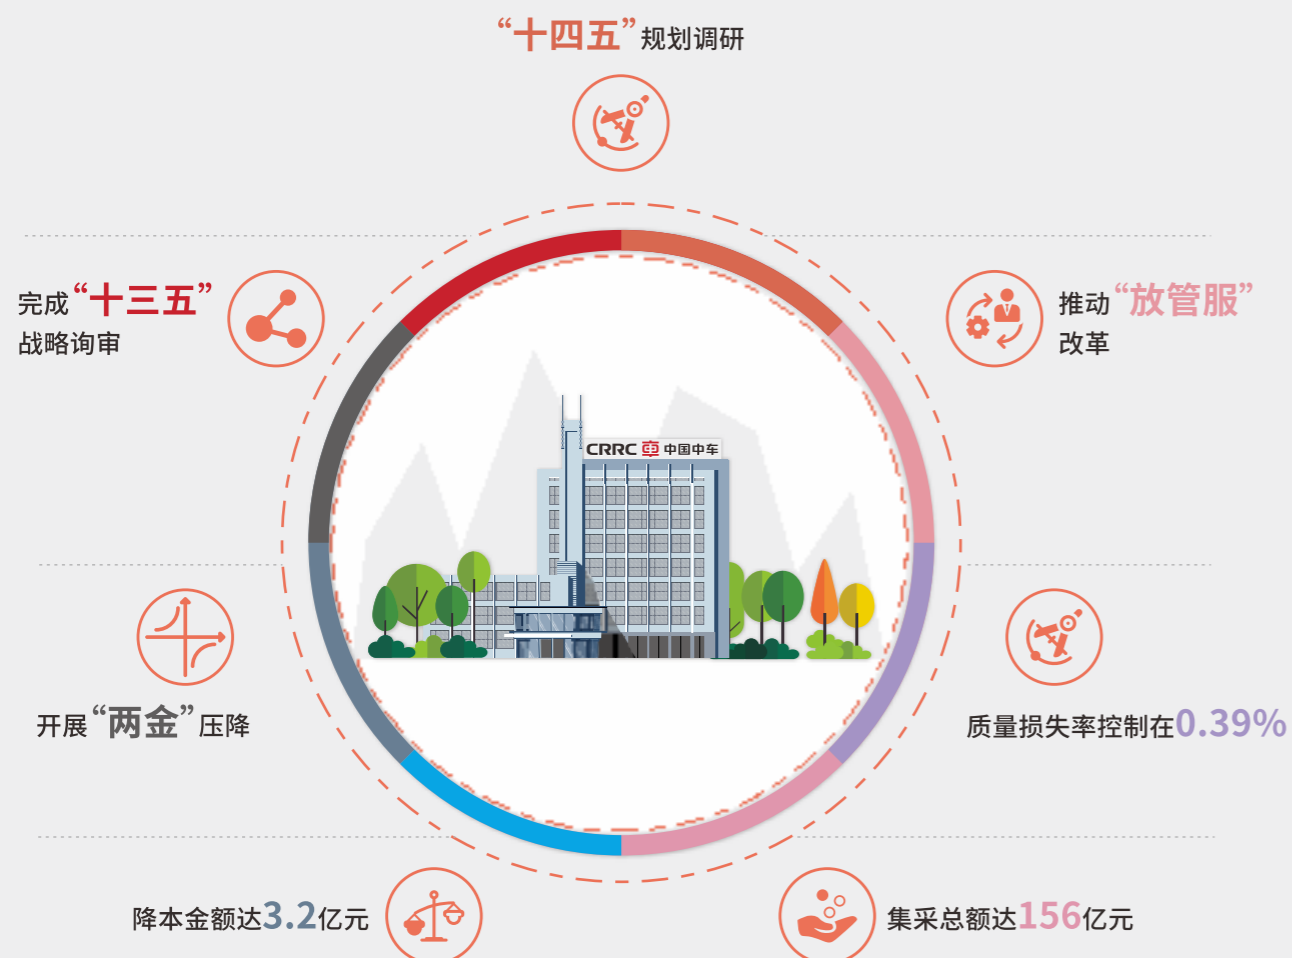 “十四五”规划调研
完成“十三五”
战略询审
推动“放管服”
改革
CRRC 中国中车
开展“两金”压降
质量损失率控制在0.39%
降本金额达3.2亿元
集采总额达156亿元